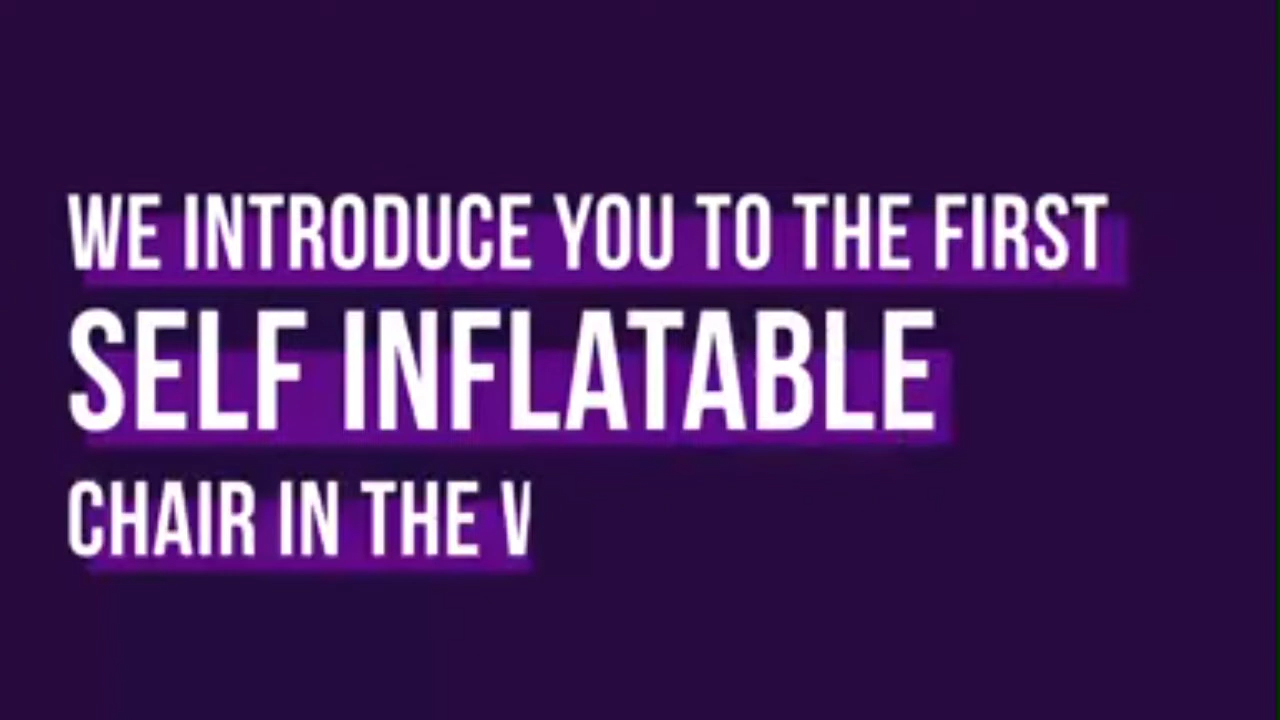 WE INTRODUCE YOU TO THE FIRST
SELF INFLATABLE
CHAIR IN THE